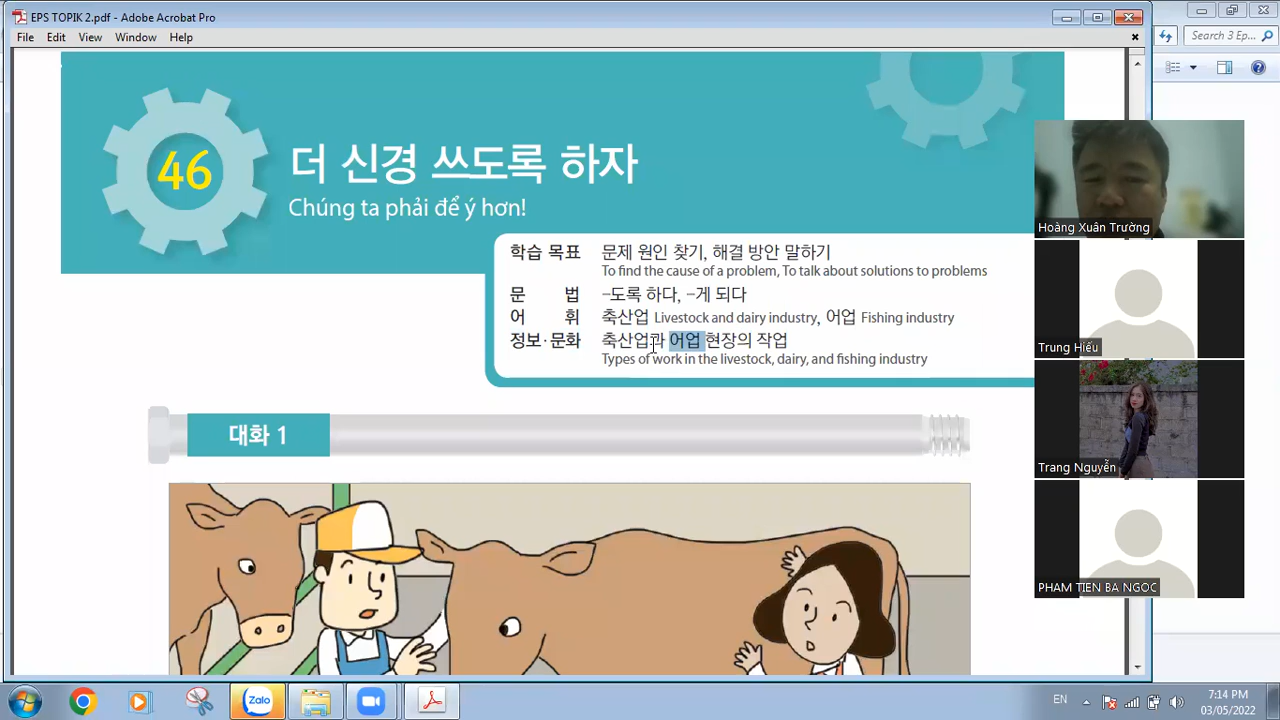 EPS TOPIK 2.pdf - Adobe Acrobat Pro
File Edit View Window Help
Search 3 Ep...
46
더 신경 쓰도록 하자
Chúng ta phải để ý hơn!
학습 목표 문제 원인 찾기, 해결 방안 말하기
To find the cause of a problem, To talk about solutions to problems
문 법 –도록 하다, –게 되다
어 휘 축산업 Livestock and dairy industry, 어업 Fishing industry
정보·문화 축산업과 어업 현장의 작업
Types of work in the livestock, dairy, and fishing industry
대화 1
Hoàng Xuân Trường
Trung Hiếu
Trang Nguyễn
PHAM TIEN BA NGOC
Zalo
EN
7:14 PM
03/05/2022